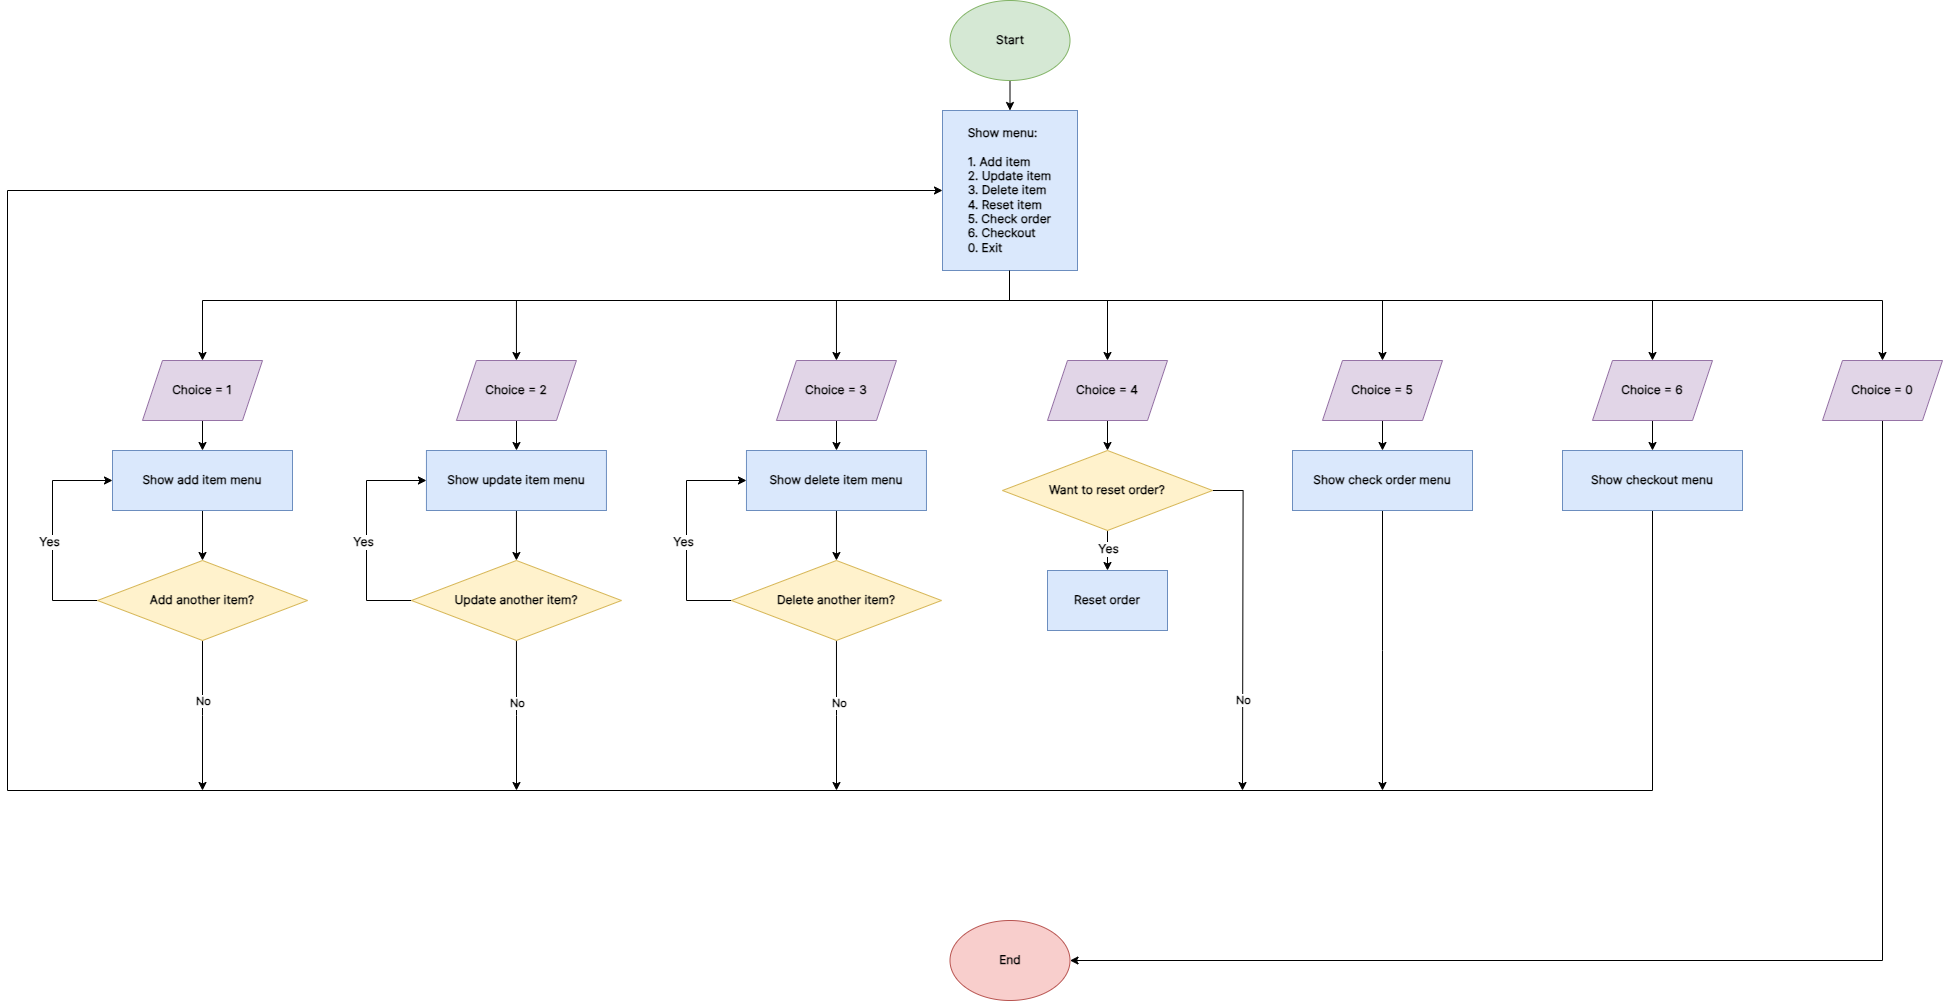 Start
Show menu:
1. Add item
2. Update item
3. Delete item
4. Reset item
5. Check order
6. Checkout
0. Exit
Choice = 1
Choice = 2
Choice = 3
Choice = 4
Choice = 5
Choice = 6
Choice = 0
Show add item menu
Show update item menu
Show delete item menu
Want to reset order?
Show check order menu
Show checkout menu
Yes
Yes
Yes
Yes
Add another item?
Update another item?
Delete another item?
Reset order
No
No
No
No
End